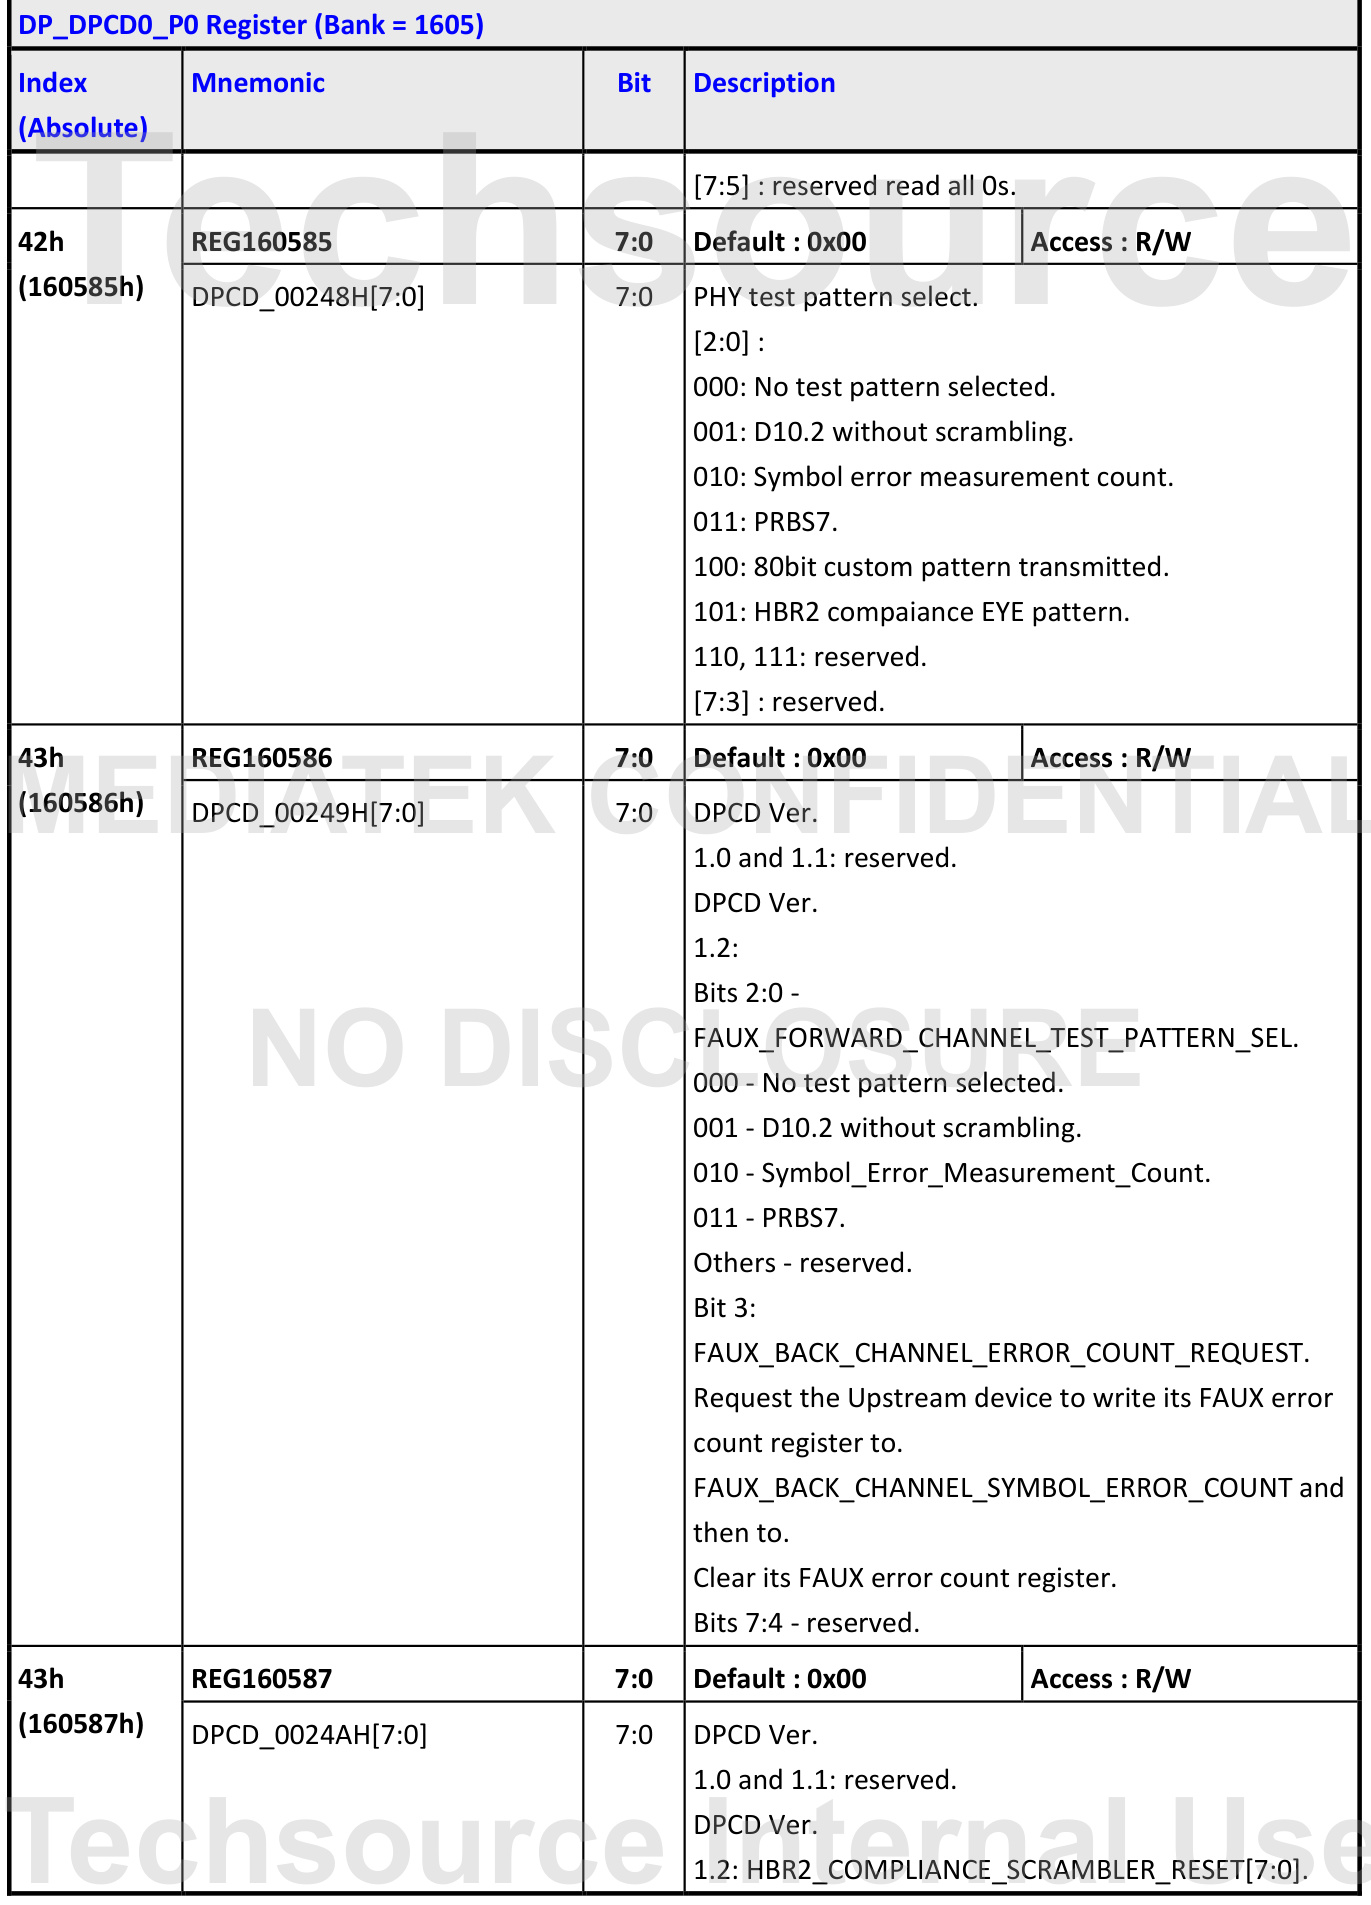 DP_DPCD0_P0 Register (Bank = 1605)
Index
(Absolute)
Mnemonic
Bit
Description
[7:5] : reserved read all 0s.
42h
(160585h)
REG160585
7:0
Default : 0x00
Access : R/W
DPCD_00248H[7:0]
7:0
PHY test pattern select.
[2:0] :
000: No test pattern selected.
001: D10.2 without scrambling.
010: Symbol error measurement count.
011: PRBS7.
100: 80bit custom pattern transmitted.
101: HBR2 compaiance EYE pattern.
110, 111: reserved.
[7:3] : reserved.
43h
(160586h)
REG160586
7:0
Default : 0x00
Access : R/W
DPCD_00249H[7:0]
7:0
DPCD Ver.
1.0 and 1.1: reserved.
DPCD Ver.
1.2:
Bits 2:0 -
FAUX_FORWARD_CHANNEL_TEST_PATTERN_SEL.
000 - No test pattern selected.
001 - D10.2 without scrambling.
010 - Symbol_Error_Measurement_Count.
011 - PRBS7.
Others - reserved.
Bit 3:
FAUX_BACK_CHANNEL_ERROR_COUNT_REQUEST.
Request the Upstream device to write its FAUX error
count register to.
FAUX_BACK_CHANNEL_SYMBOL_ERROR_COUNT and
then to.
Clear its FAUX error count register.
Bits 7:4 - reserved.
43h
(160587h)
REG160587
7:0
Default : 0x00
Access : R/W
DPCD_0024AH[7:0]
7:0
DPCD Ver.
1.0 and 1.1: reserved.
DPCD Ver.
1.2: HBR2_COMPLIANCE_SCRAMBLER_RESET[7:0].
Techsource
MEDIATEK CONFIDENTIAL
NO DISCLOSURE
Techsource Internal Use